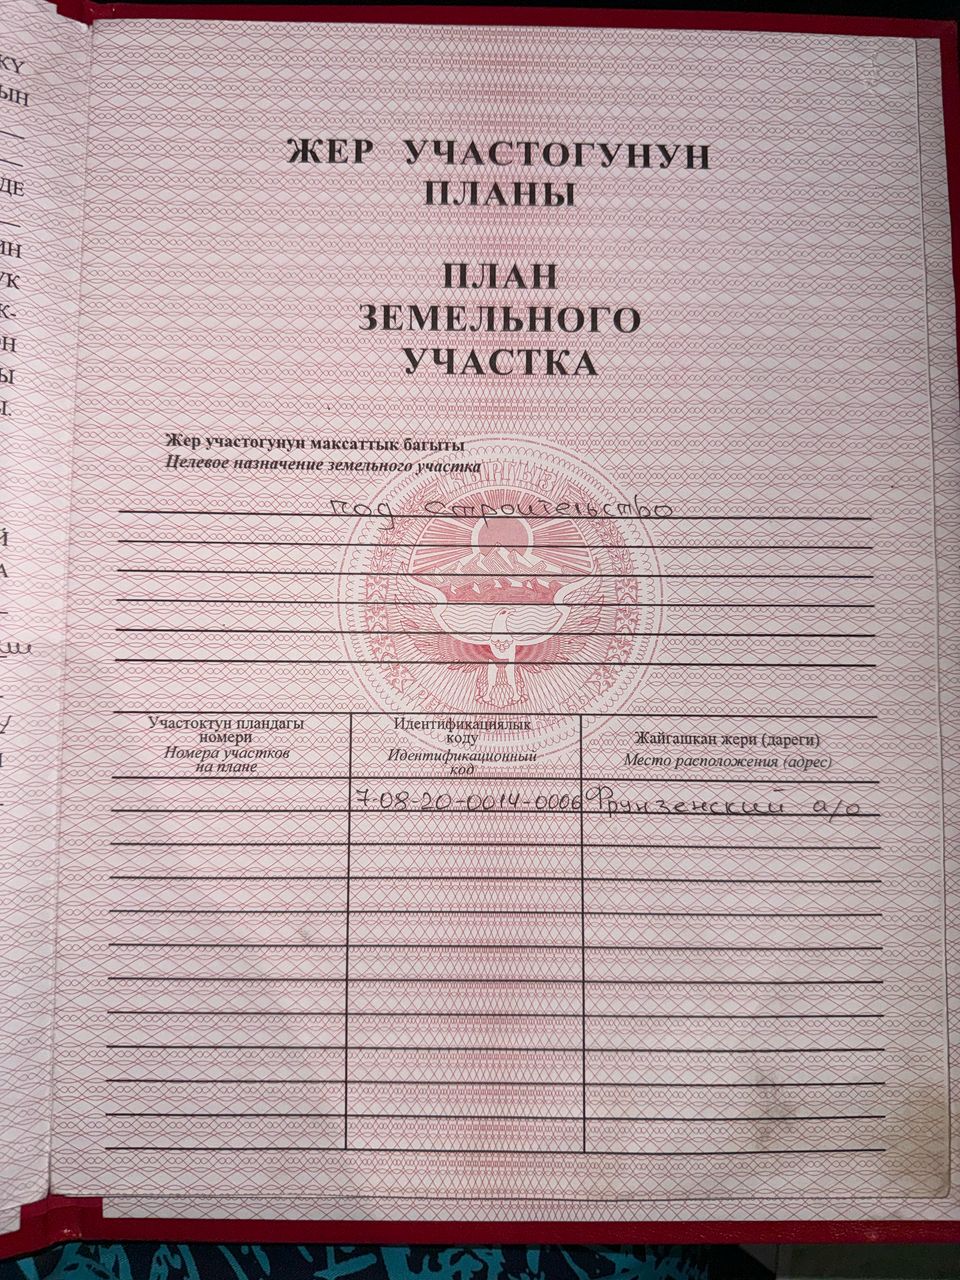 ЖЕР УЧАСТОГУНУН
ПЛАНЫ
ПЛАН
ЗЕМЕЛЬНОГО
УЧАСТКА
Жер участогунун максаттык багыты
Целевое назначение земельного участка
под строительство
Участоктун пландагы
номери
Номера участков
на плане
Идентификациялык
коду
Идентификационный
код
Жайгашкан жери (дареги)
Место расположения (адрес)
7-08-20-0014-0006
Фрунзенский а/о